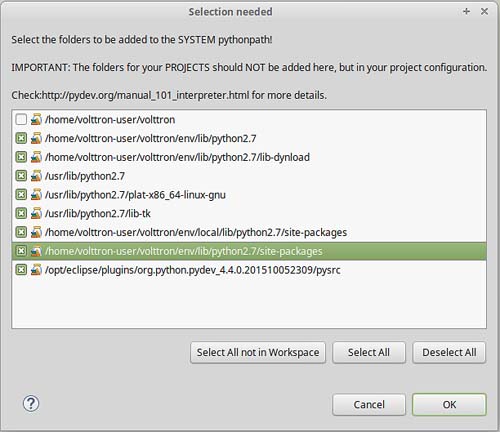 Selection needed
Select the folders to be added to the SYSTEM pythonpath!
IMPORTANT: The folders for your PROJECTS should NOT be added here, but in your project configuration.
Check:http://pydev.org/manual_101_interpreter.html for more details.
/home/volttron-user/volttron
/home/volttron-user/volttron/env/lib/python2.7
/home/volttron-user/volttron/env/lib/python2.7/lib-dynload
/usr/lib/python2.7
/usr/lib/python2.7/plat-x86_64-linux-gnu
/usr/lib/python2.7/lib-tk
/home/volttron-user/volttron/env/local/lib/python2.7/site-packages
/home/volttron-user/volttron/env/lib/python2.7/site-packages
/opt/eclipse/plugins/org.python.pydev_4.4.0.201510052309/pysrc
Select All not in Workspace Select All Deselect All
? Cancel OK